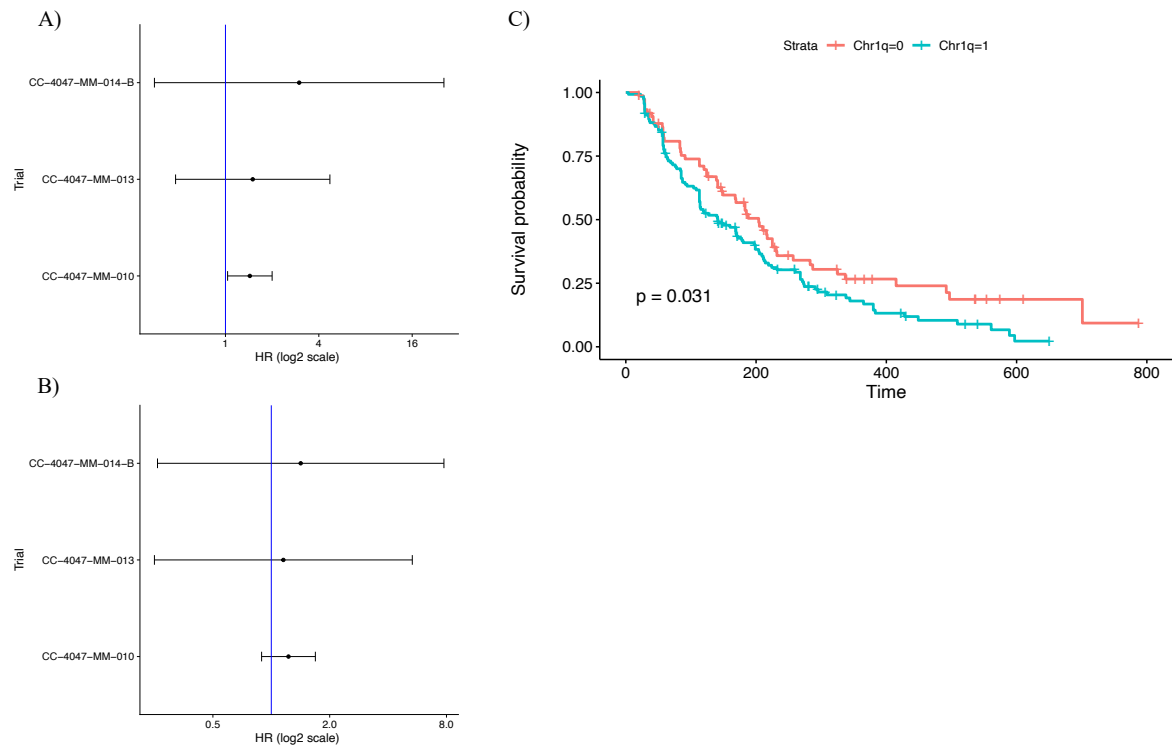 A)
CC−4047−MM−014−B
CC−4047−MM−013
CC−4047−MM−010
Trial
1
4
16
HR (log2 scale)
B)
CC−4047−MM−014−B
CC−4047−MM−013
CC−4047−MM−010
Trial
0.5
2.0
8.0
HR (log2 scale)
C)
Strata Chr1q=0 Chr1q=1
1.00
0.75
0.50
0.25
0.00
Survival probability
p = 0.031
0
200
400
600
800
Time